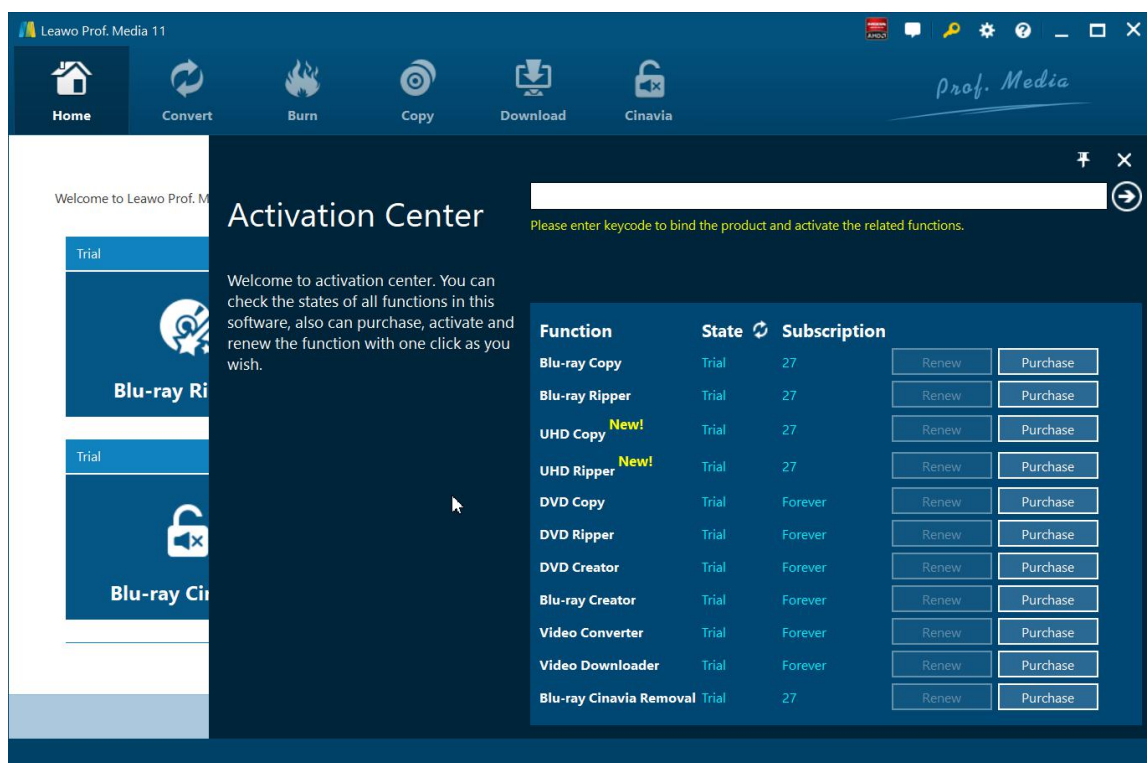 Leawo Prof. Media 11
AMD
Home
Convert
Burn
Copy
Download
Cinavia
Prof. Media
Welcome to Leawo Prof. M
Trial
Blu-ray Ri
Trial
Blu-ray Cin
Activation Center
Welcome to activation center. You can
check the states of all functions in this
software, also can purchase, activate and
renew the function with one click as you
wish.
Please enter keycode to bind the product and activate the related functions.
Function State Subscription
Blu-ray Copy Trial 27 Renew Purchase
Blu-ray Ripper Trial 27 Renew Purchase
UHD Copy New! Trial 27 Renew Purchase
UHD Ripper New! Trial 27 Renew Purchase
DVD Copy Trial Forever Renew Purchase
DVD Ripper Trial Forever Renew Purchase
DVD Creator Trial Forever Renew Purchase
Blu-ray Creator Trial Forever Renew Purchase
Video Converter Trial Forever Renew Purchase
Video Downloader Trial Forever Renew Purchase
Blu-ray Cinavia Removal Trial 27 Renew Purchase